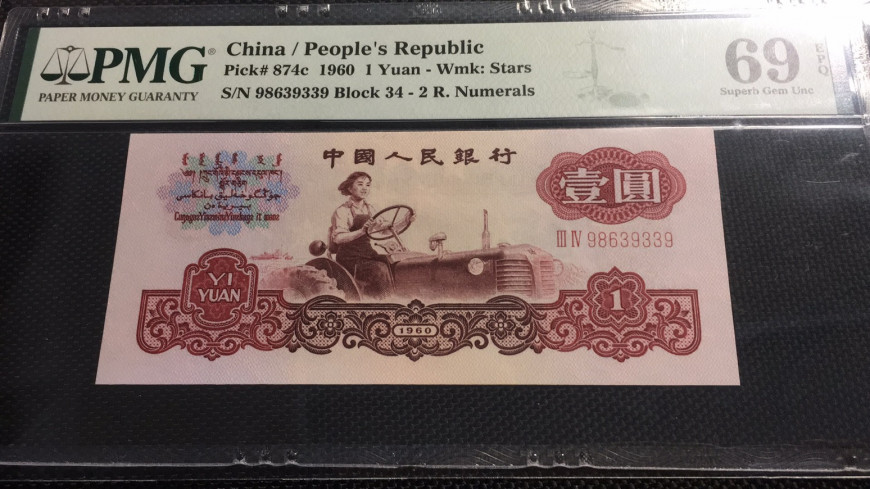 PMG®
PAPER MONEY GUARANTY
China / People's Republic
Pick# 874c 1960 1 Yuan - Wmk: Stars
S/N 98639339 Block 34 - 2 R. Numerals
69
EPQ
Superb Gem Unc
中國人民銀行
壹圓
III IV 98639339
YI
YUAN
1960
1